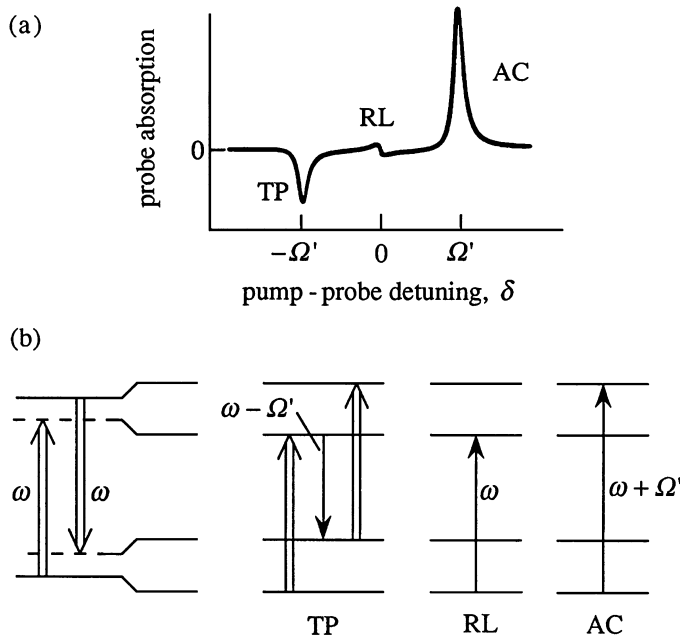 (a)
probe absorption
0
TP
RL
AC
−Ω'
0
Ω'
pump - probe detuning, δ
(b)
ω
ω
ω − Ω'
ω
ω + Ω'
TP
RL
AC